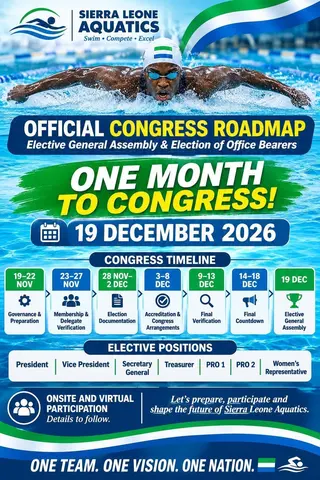 SIERRA LEONE
AQUATICS
Swim • Compete • Excel
OFFICIAL CONGRESS ROADMAP
Elective General Assembly & Election of Office Bearers
ONE MONTH
TO CONGRESS!
19 DECEMBER 2026
CONGRESS TIMELINE
19–22
NOV
Governance &
Preparation
23–27
NOV
Membership &
Delegate
Verification
28 NOV–
2 DEC
Election
Documentation
3–8
DEC
Accreditation &
Congress
Arrangements
9–13
DEC
Final
Verification
14–18
DEC
Final
Countdown
19 DEC
Elective
General
Assembly
ELECTIVE POSITIONS
President
Vice President
Secretary
General
Treasurer
PRO 1
PRO 2
Women's
Representative
ONSITE AND VIRTUAL
PARTICIPATION
Details to follow.
Let's prepare, participate and
shape the future of Sierra Leone Aquatics.
ONE TEAM. ONE VISION. ONE NATION.